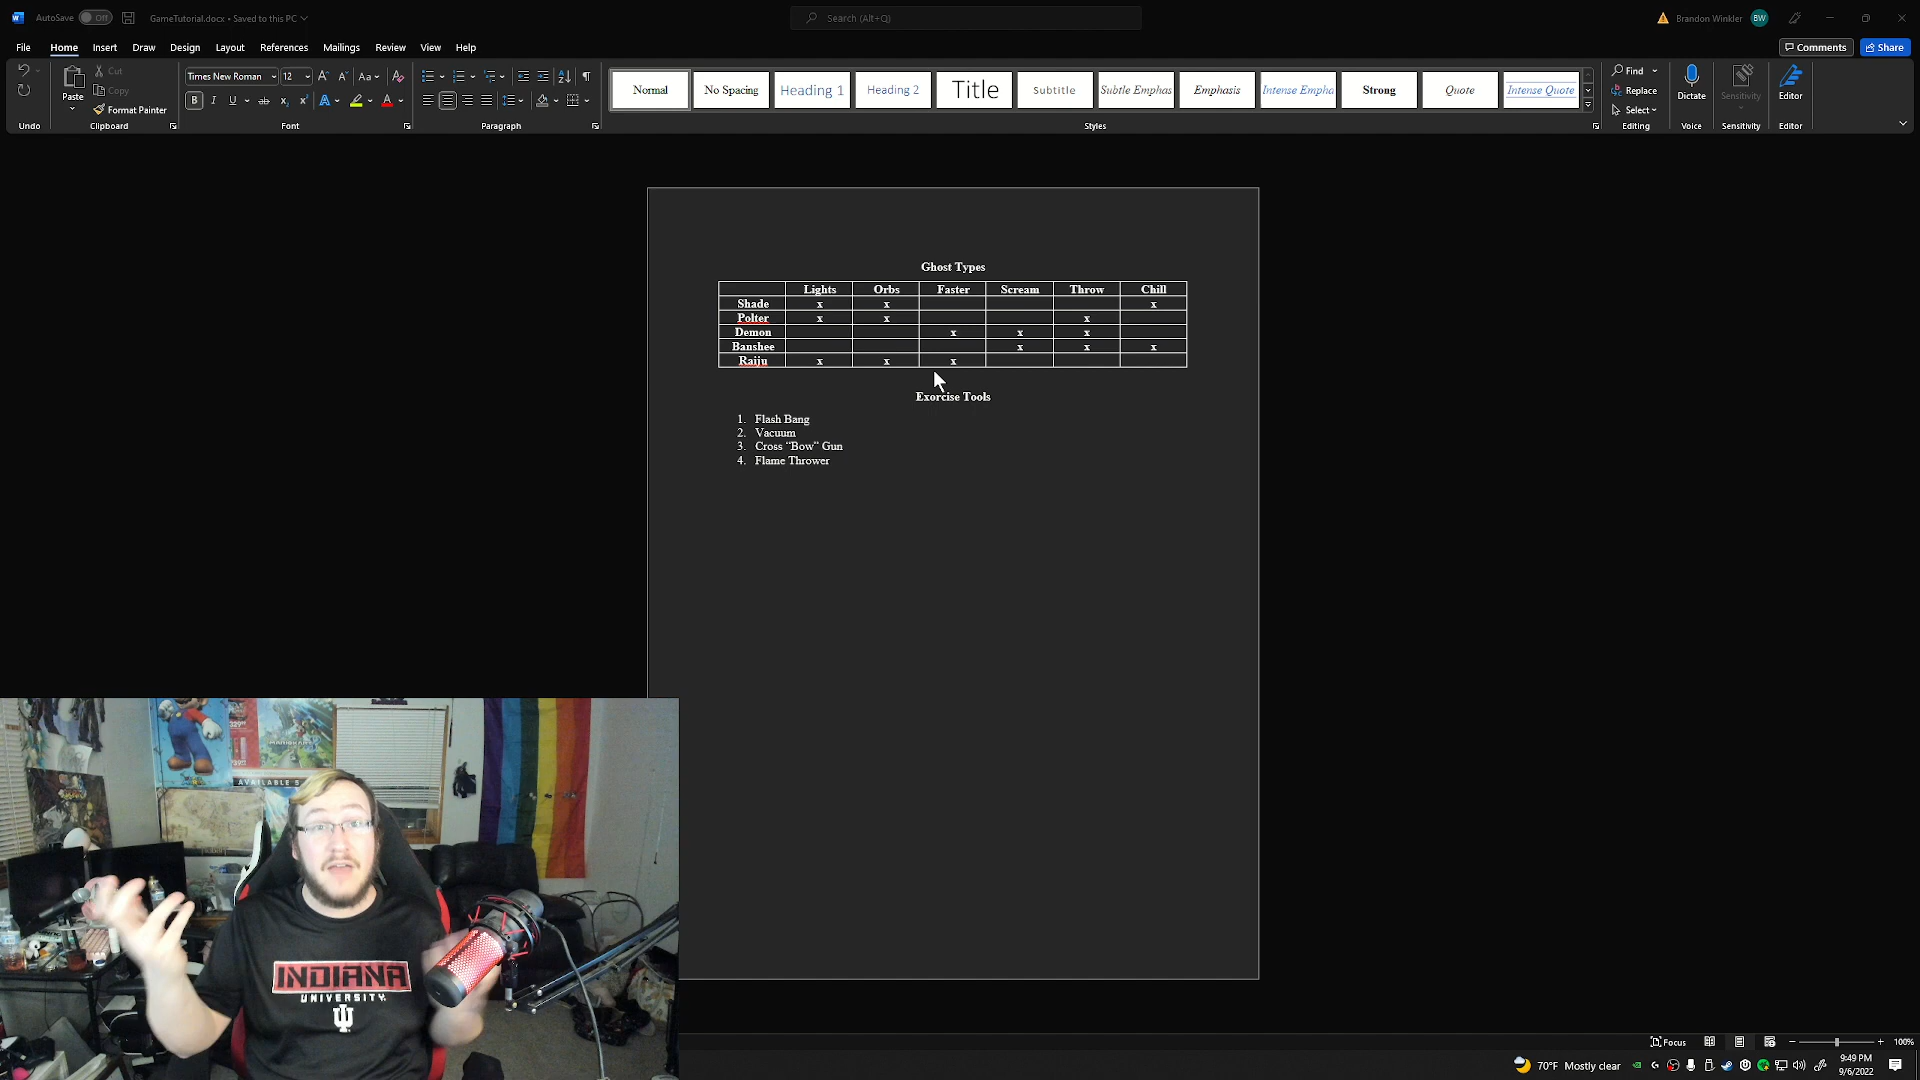 AutoSave Off GameTutorial.docx • Saved to this PC Search (Alt+Q) Brandon Winkler BW
File Home Insert Draw Design Layout References Mailings Review View Help Comments Share
Paste Cut Copy Format Painter
Times New Roman 12 Aa
B I U ab x₂ x² A A
Normal No Spacing Heading 1 Heading 2 Title Subtitle Subtle Emphas Emphasis Intense Empha Strong Quote Intense Quote
Find Replace Select Dictate Sensitivity Editor
Undo Clipboard Font Paragraph Styles Editing Voice Sensitivity Editor
Ghost Types
Lights Orbs Faster Scream Throw Chill
Shade x x x
Polter x x x
Demon x x x
Banshee x x x
Raiju x x x
Exorcise Tools
1. Flash Bang
2. Vacuum
3. Cross “Bow” Gun
4. Flame Thrower
AVAILABLE
INDIANA
UNIVERSITY
Focus 100%
70°F Mostly clear 9:49 PM
9/6/2022